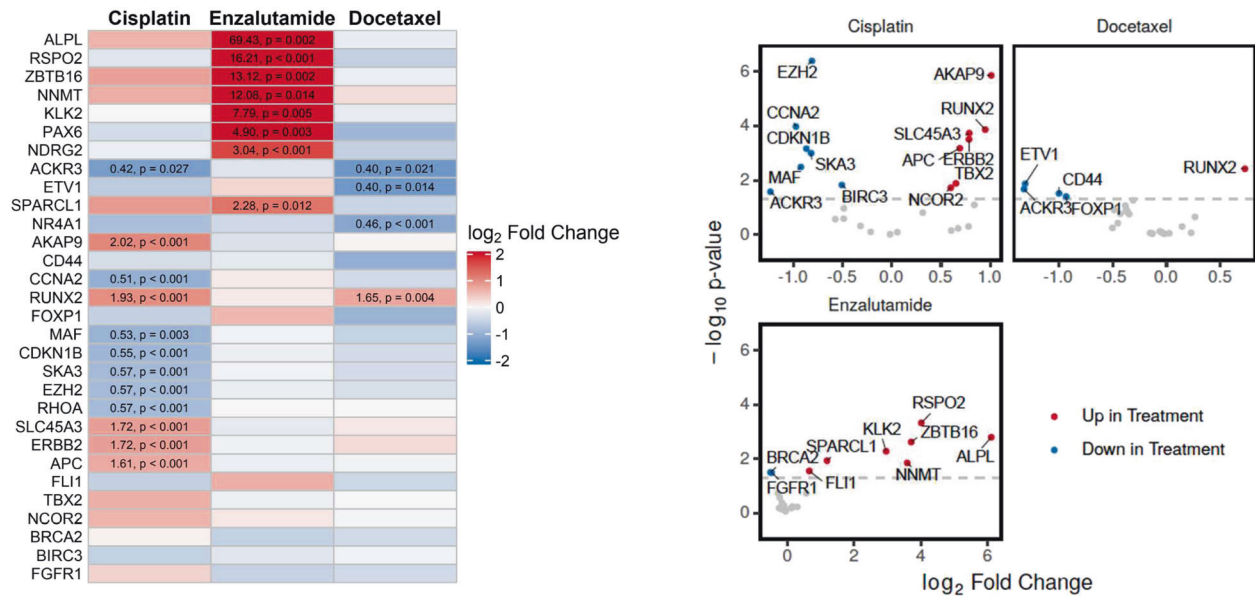 Cisplatin Enzalutamide Docetaxel
ALPL 69.43, p = 0.002
RSPO2 16.21, p < 0.001
ZBTB16 13.12, p = 0.002
NNMT 12.08, p = 0.014
KLK2 7.79, p = 0.005
PAX6 4.90, p = 0.003
NDRG2 3.04, p < 0.001
ACKR3 0.42, p = 0.027 0.40, p = 0.021
ETV1 0.40, p = 0.014
SPARCL1 2.28, p = 0.012
NR4A1 0.46, p < 0.001
AKAP9 2.02, p < 0.001
CD44
CCNA2 0.51, p < 0.001
RUNX2 1.93, p < 0.001 1.65, p = 0.004
FOXP1
MAF 0.53, p = 0.003
CDKN1B 0.55, p < 0.001
SKA3 0.57, p = 0.001
EZH2 0.57, p < 0.001
RHOA 0.57, p < 0.001
SLC45A3 1.72, p < 0.001
ERBB2 1.72, p < 0.001
APC 1.61, p < 0.001
FLI1
TBX2
NCOR2
BRCA2
BIRC3
FGFR1
log2 Fold Change
2
1
0
-1
-2
− log10 p-value
Cisplatin
6
4
2
0
EZH2
AKAP9
CCNA2
RUNX2
CDKN1B
SLC45A3
SKA3
APC
ERBB2
MAF
TBX2
ACKR3
BIRC3
NCOR2
-1.0 -0.5 0.0 0.5 1.0
Docetaxel
ETV1
CD44
RUNX2
ACKR3
FOXP1
-1.0 -0.5 0.0 0.5
Enzalutamide
6
4
2
0
RSPO2
KLK2
ZBTB16
SPARCL1
ALPL
BRCA2
NNMT
FGFR1
FLI1
0 2 4 6
log2 Fold Change
Up in Treatment
Down in Treatment